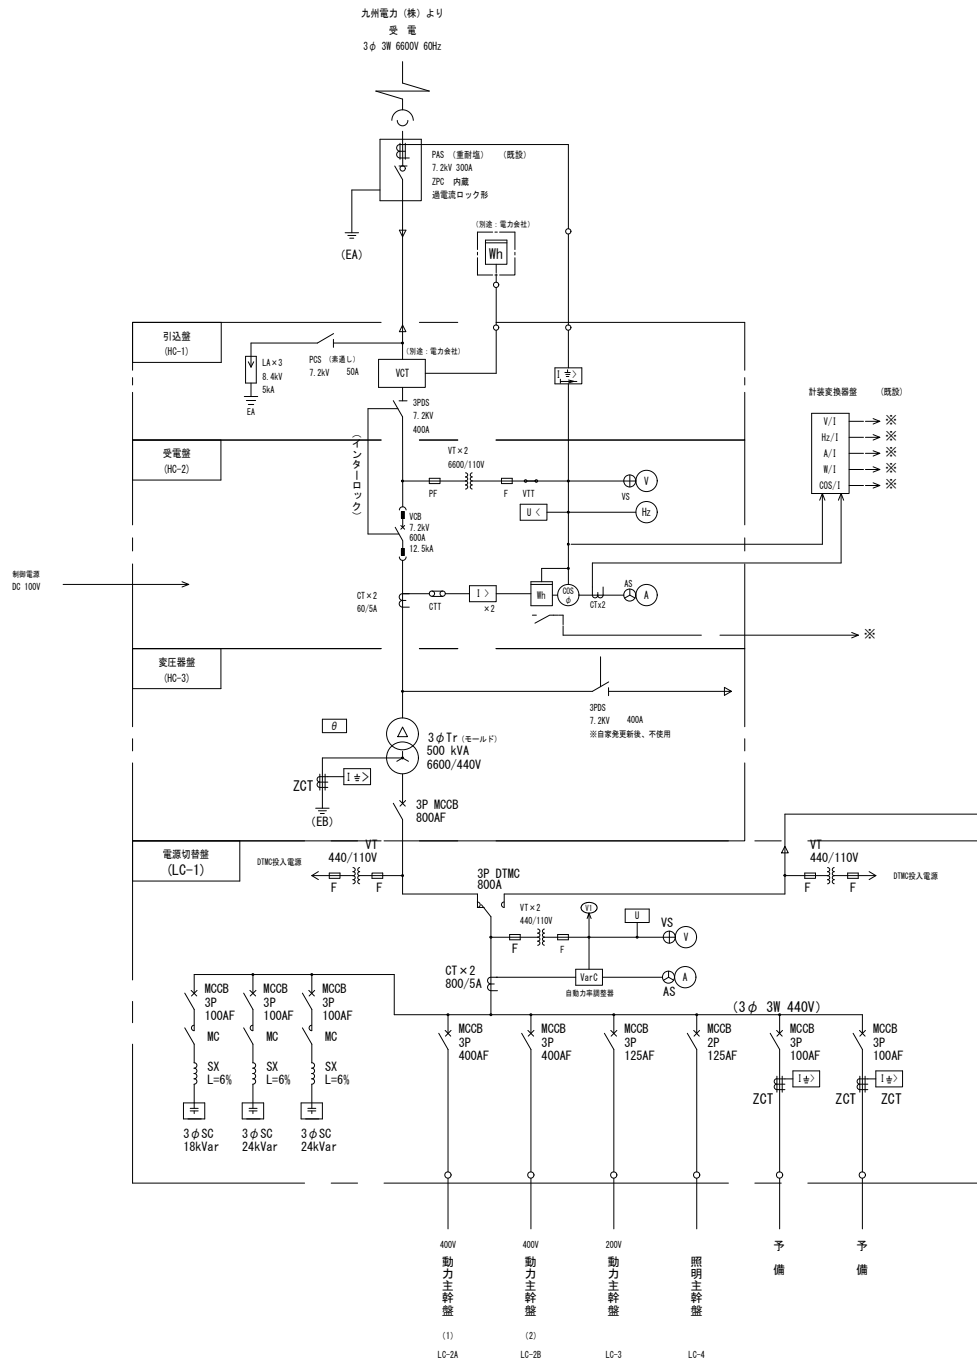 九州電力（株）より
受　電
3φ 3W 6600V 60Hz
PAS （重耐塩）　（既設）
7.2kV 300A
ZPC　内蔵
過電流ロック形
(EA)
(別途：電力会社)
Wh
引込盤
(HC-1)
LA×3
8.4kV
5kA
EA
PCS （素通し）
7.2kV　50A
(別途：電力会社)
VCT
I ⏚>
3PDS
7.2KV
400A
（インターロック）
計装変換器盤　（既設）
V/I ※
Hz/I ※
A/I ※
W/I ※
COS/I ※
受電盤
(HC-2)
VT×2
6600/110V
PF
F
VTT
VS
V
U <
Hz
VCB
7.2kV
600A
12.5kA
制御電源
DC 100V
CT×2
60/5A
CTT
I >
×2
Wh
COS
φ
CTx2
AS
A
※
変圧器盤
(HC-3)
3PDS
7.2KV　400A
※自家発更新後、不使用
θ
3φTr (モールド)
500 kVA
6600/440V
ZCT
I ⏚>
(EB)
3P MCCB
800AF
電源切替盤
(LC-1)
DTMC投入電源
VT
440/110V
F
F
3P DTMC
800A
VT
440/110V
F
F
DTMC投入電源
VT×2
440/110V
F
F
VI
U
VS
V
CT×2
800/5A
VarC
自動力率調整器
AS
A
(3φ 3W 440V)
MCCB
3P
100AF
MC
SX
L=6%
3φSC
18kVar
MCCB
3P
100AF
MC
SX
L=6%
3φSC
24kVar
MCCB
3P
100AF
MC
SX
L=6%
3φSC
24kVar
MCCB
3P
400AF
MCCB
3P
400AF
MCCB
3P
125AF
MCCB
2P
125AF
MCCB
3P
100AF
I ⏚>
ZCT
MCCB
3P
100AF
I ⏚>
ZCT
ZCT
400V
動力主幹盤
(1)
LC-2A
400V
動力主幹盤
(2)
LC-2B
200V
動力主幹盤
LC-3
照明主幹盤
LC-4
予備
予備